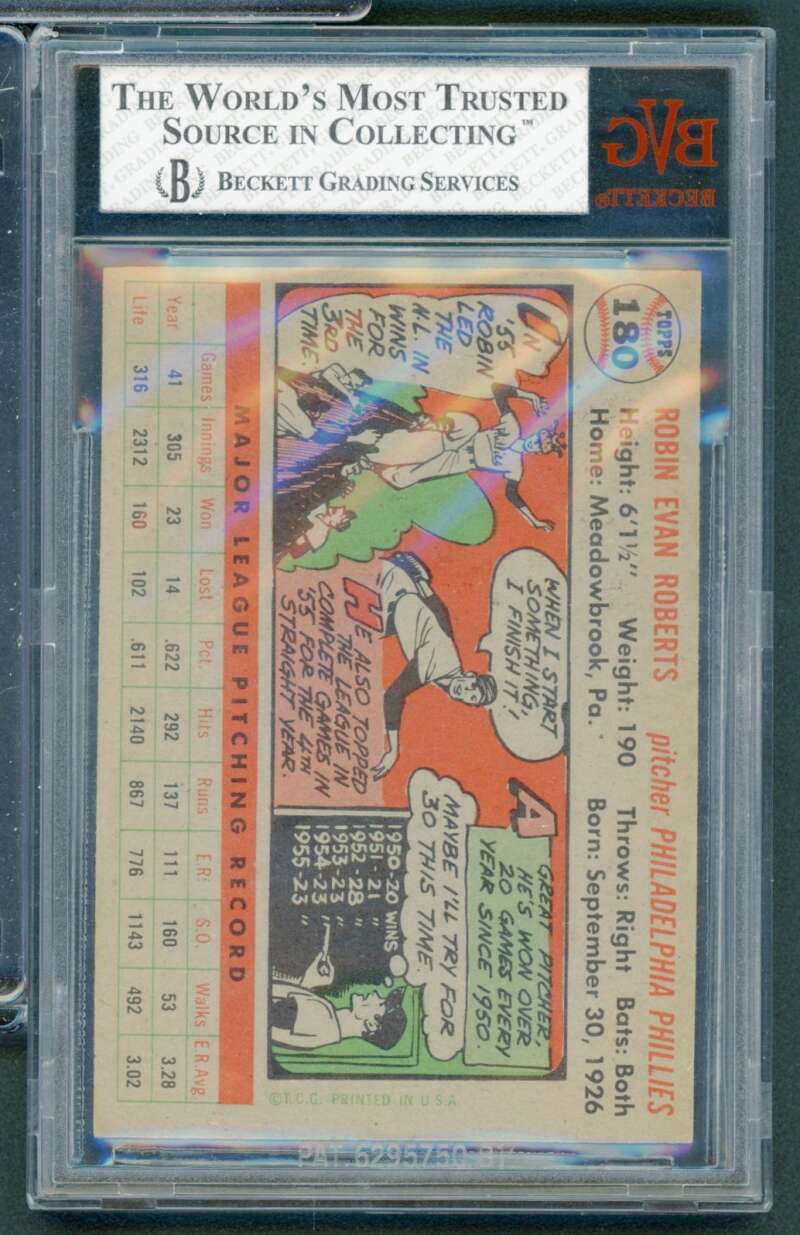 THE WORLD'S MOST TRUSTED
SOURCE IN COLLECTING™
B BECKETT GRADING SERVICES
BVG
BECKETT®
TOPPS
180
ROBIN EVAN ROBERTS pitcher PHILADELPHIA PHILLIES
Height: 6'1½" Weight: 190 Throws: Right Bats: Both
Home: Meadowbrook, Pa. Born: September 30, 1926
IN
'55
ROBIN
LED
THE
N.L. IN
WINS
FOR
THE
3RD
TIME.
Phillies
WHEN I START
SOMETHING,
I FINISH IT!
HE ALSO TOPPED
THE LEAGUE IN
COMPLETE GAMES IN
'55 FOR THE 4TH
STRAIGHT YEAR.
A GREAT PITCHER,
HE'S WON OVER
20 GAMES EVERY
YEAR SINCE 1950.
MAYBE I'LL TRY FOR
30 THIS TIME.
1950-20 WINS
1951-21 "
1952-28 "
1953-23 "
1954-23 "
1955-23 "
©T.C.G. PRINTED IN U.S.A.
MAJOR LEAGUE PITCHING RECORD
Games Innings Won Lost Pct. Hits Runs E.R. S.O. Walks E.R.Avg.
Year 41 305 23 14 .622 292 137 111 160 53 3.28
Life 316 2312 160 102 .611 2140 867 776 1143 492 3.02
PAT 6295750 B1